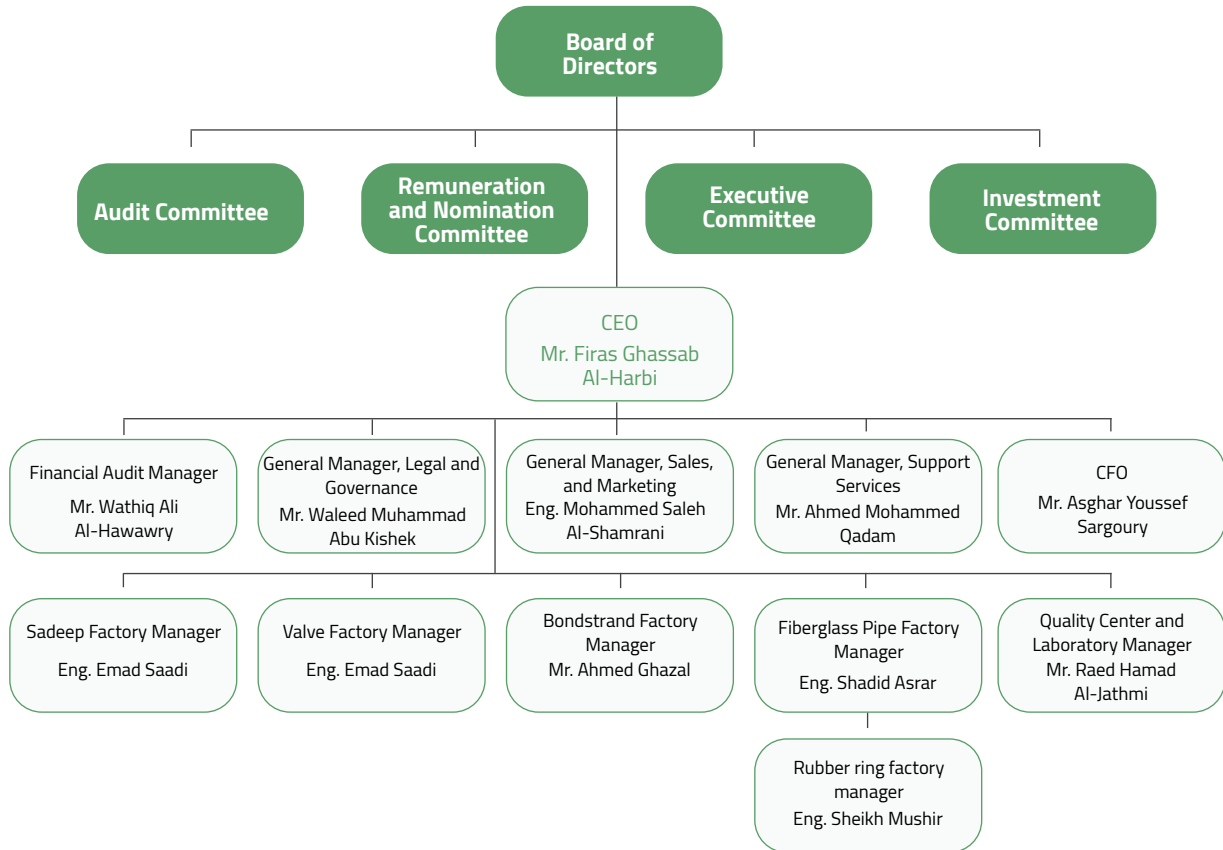 Board of
Directors
Audit Committee
Remuneration
and Nomination
Committee
Executive
Committee
Investment
Committee
CEO
Mr. Firas Ghassab
Al-Harbi
Financial Audit Manager
Mr. Wathiq Ali
Al-Hawawry
General Manager, Legal and
Governance
Mr. Waleed Muhammad
Abu Kishek
General Manager, Sales,
and Marketing
Eng. Mohammed Saleh
Al-Shamrani
General Manager, Support
Services
Mr. Ahmed Mohammed
Qadam
CFO
Mr. Asghar Youssef
Sargoury
Sadeep Factory Manager
Eng. Emad Saadi
Valve Factory Manager
Eng. Emad Saadi
Bondstrand Factory
Manager
Mr. Ahmed Ghazal
Fiberglass Pipe Factory
Manager
Eng. Shadid Asrar
Quality Center and
Laboratory Manager
Mr. Raed Hamad
Al-Jathmi
Rubber ring factory
manager
Eng. Sheikh Mushir